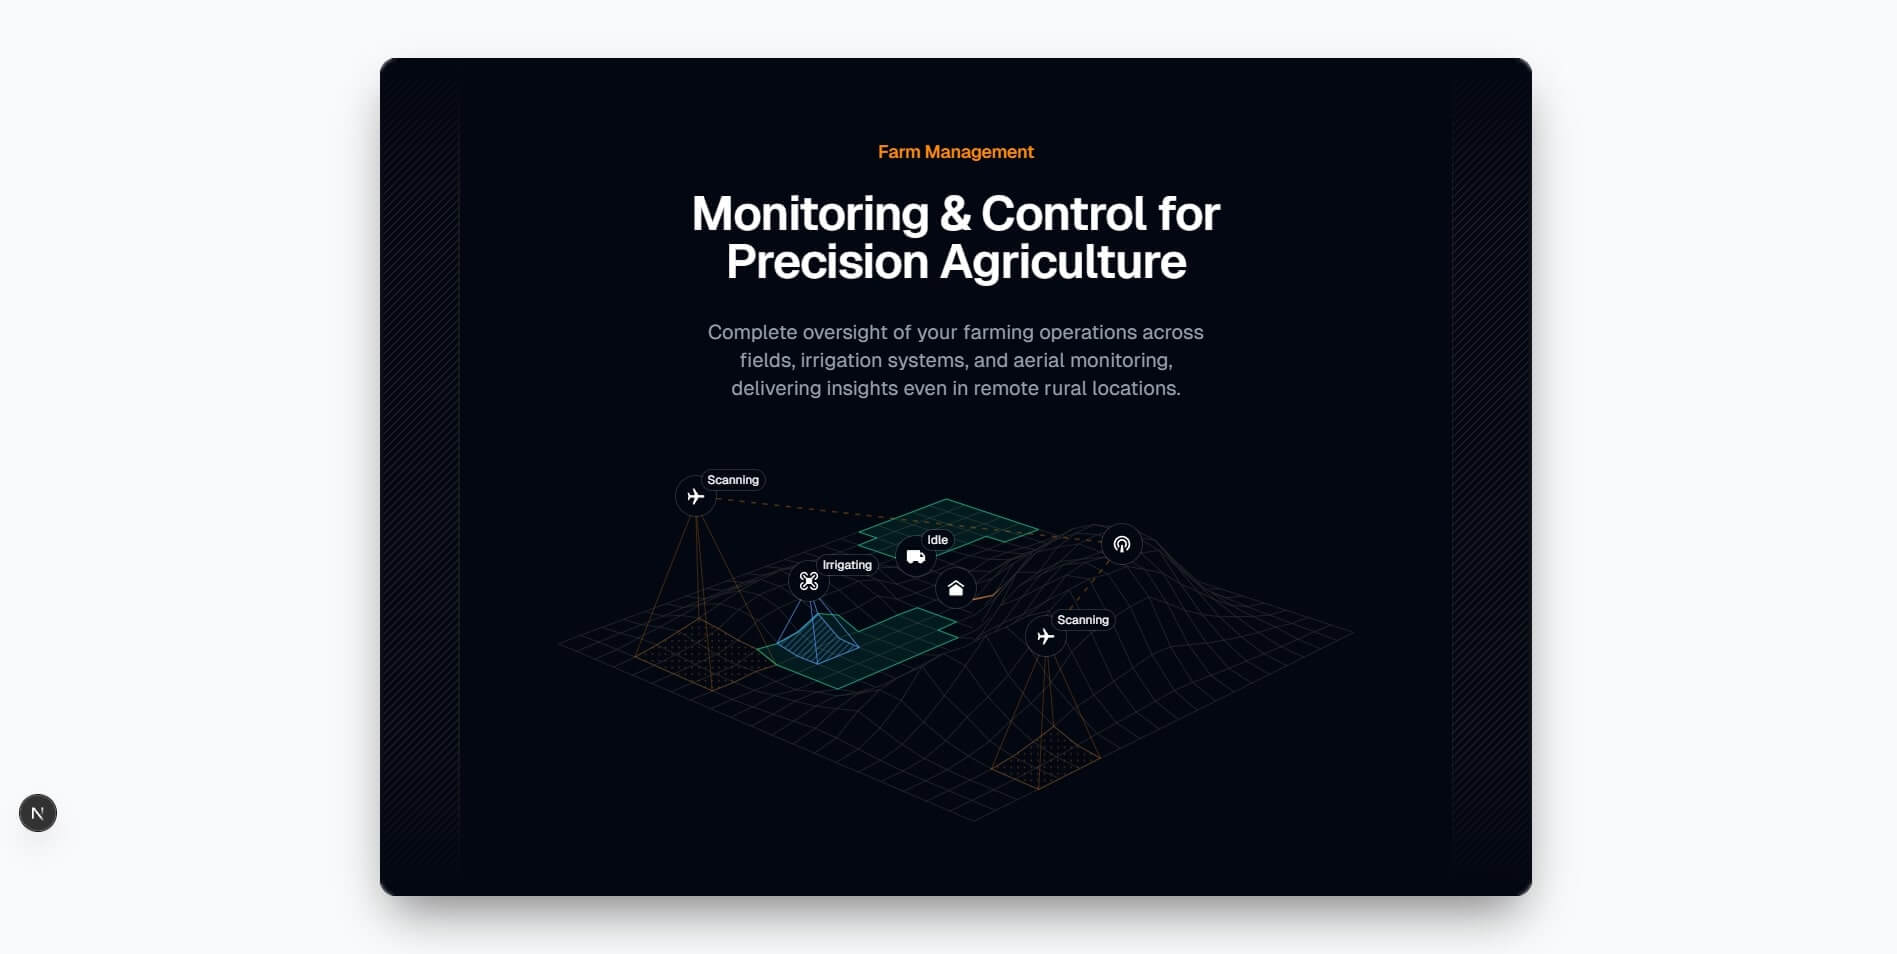 Farm Management
Monitoring & Control for
Precision Agriculture
Complete oversight of your farming operations across
fields, irrigation systems, and aerial monitoring,
delivering insights even in remote rural locations.
Scanning
Idle
Irrigating
Scanning
N